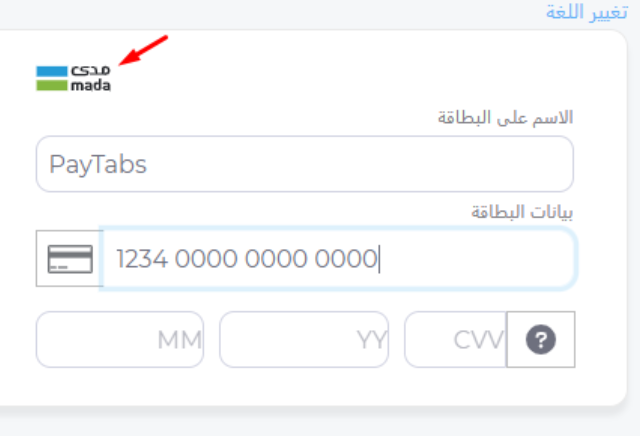 تغيير اللغة
مدى
mada
الاسم على البطاقة
PayTabs
بيانات البطاقة
1234 0000 0000 0000
MM YY CVV ?